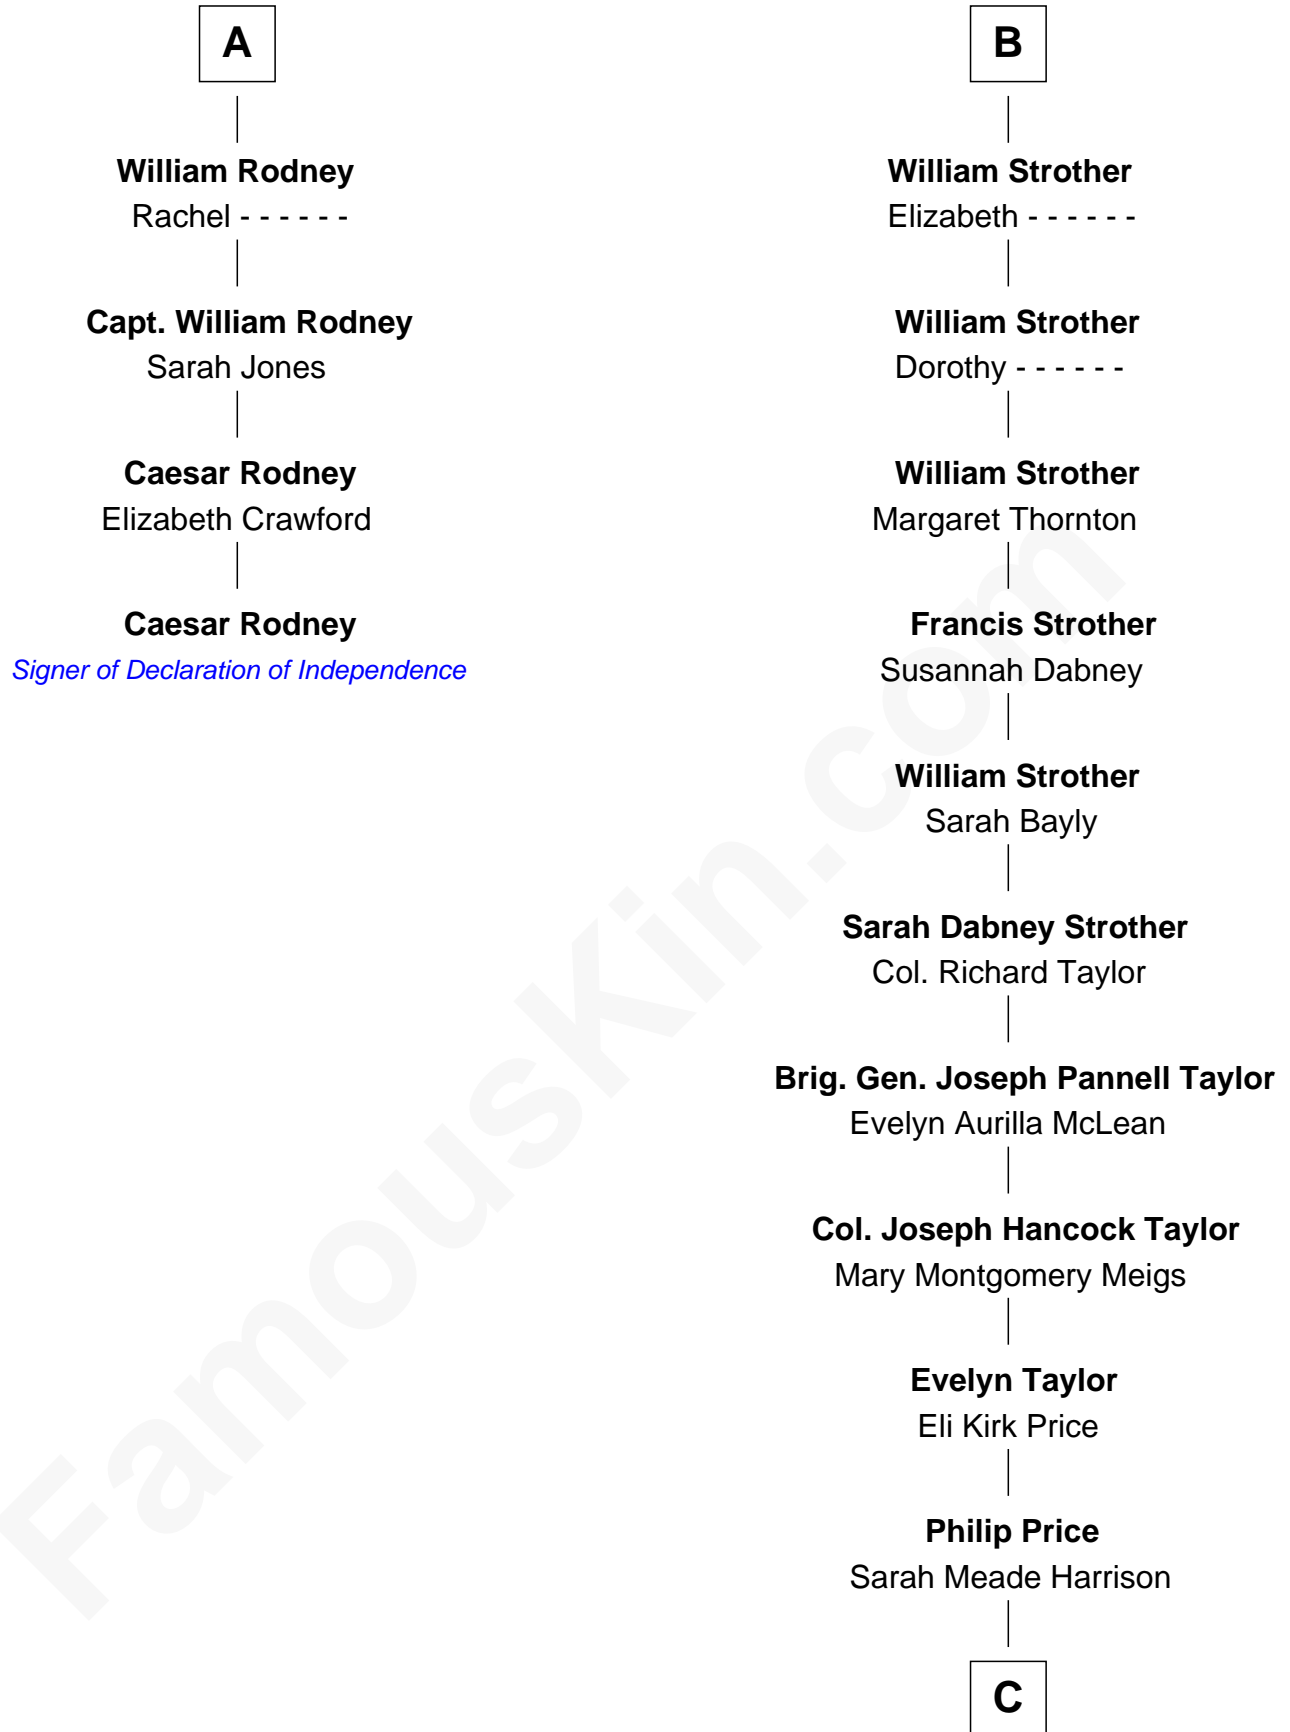 A
William Rodney
Rachel - - - - - -
Capt. William Rodney
Sarah Jones
Caesar Rodney
Elizabeth Crawford
Caesar Rodney
Signer of Declaration of Independence
B
William Strother
Elizabeth - - - - - -
William Strother
Dorothy - - - - - -
William Strother
Margaret Thornton
Francis Strother
Susannah Dabney
William Strother
Sarah Bayly
Sarah Dabney Strother
Col. Richard Taylor
Brig. Gen. Joseph Pannell Taylor
Evelyn Aurilla McLean
Col. Joseph Hancock Taylor
Mary Montgomery Meigs
Evelyn Taylor
Eli Kirk Price
Philip Price
Sarah Meade Harrison
C
FamousKin.com